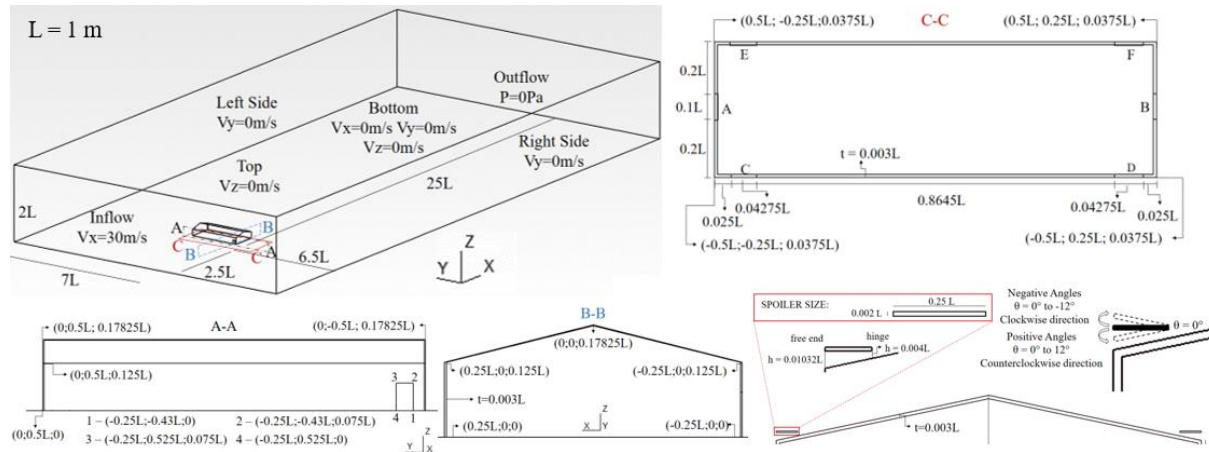 L = 1 m
Left Side
Vy=0m/s
Top
Vz=0m/s
Inflow
Vx=30m/s
Bottom
Vx=0m/s Vy=0m/s
Vz=0m/s
Outflow
P=0Pa
Right Side
Vy=0m/s
2L
7L
2.5L
6.5L
25L
A
A
B
B
C
C
Z
Y
X
(0.5L; -0.25L;0.0375L)
C-C
(0.5L; 0.25L; 0.0375L)
E
F
0.2L
A
0.1L
B
0.2L
t = 0.003L
C
D
0.8645L
0.04275L
0.04275L
0.025L
0.025L
(-0.5L;-0.25L; 0.0375L)
(-0.5L; 0.25L; 0.0375L)
(0;0.5L; 0.17825L)
A-A
(0;-0.5L; 0.17825L)
(0;0.5L;0.125L)
3
2
4
1
(0;0.5L;0)
1 – (-0.25L;-0.43L;0)
2 – (-0.25L;-0.43L;0.075L)
3 – (-0.25L;0.525L;0.075L)
4 – (-0.25L;0.525L;0)
Z
Y
X
B-B
(0;0;0.17825L)
(0.25L;0;0.125L)
(-0.25L;0;0.125L)
t=0.003L
Z
X
Y
(0.25L;0;0)
(-0.25L;0;0)
SPOILER SIZE:
0.25 L
0.002 L
free end
hinge
h = 0.01032L
h = 0.004L
Negative Angles
θ = 0° to -12°
Clockwise direction
Positive Angles
θ = 0° to 12°
Counterclockwise direction
θ = 0°
t=0.003L